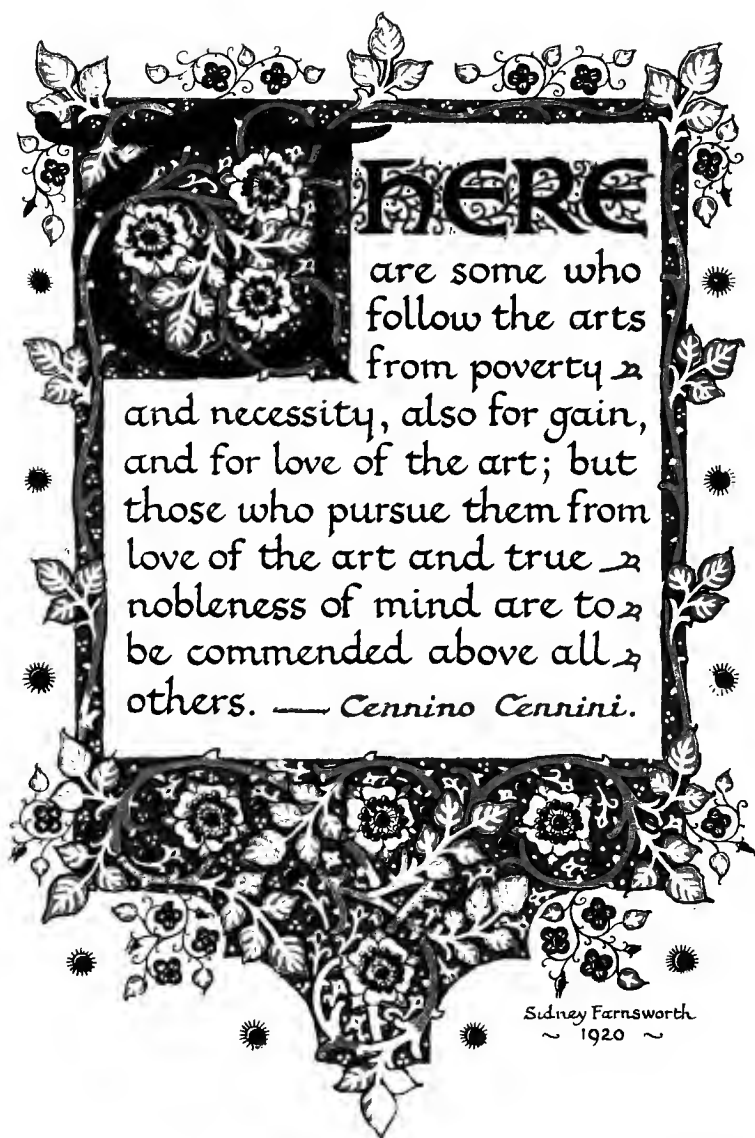 THERE
are some who
follow the arts
from poverty
and necessity, also for gain,
and for love of the art; but
those who pursue them from
love of the art and true
nobleness of mind are to
be commended above all
others. — Cennino Cennini.
Sidney Farnsworth
~ 1920 ~